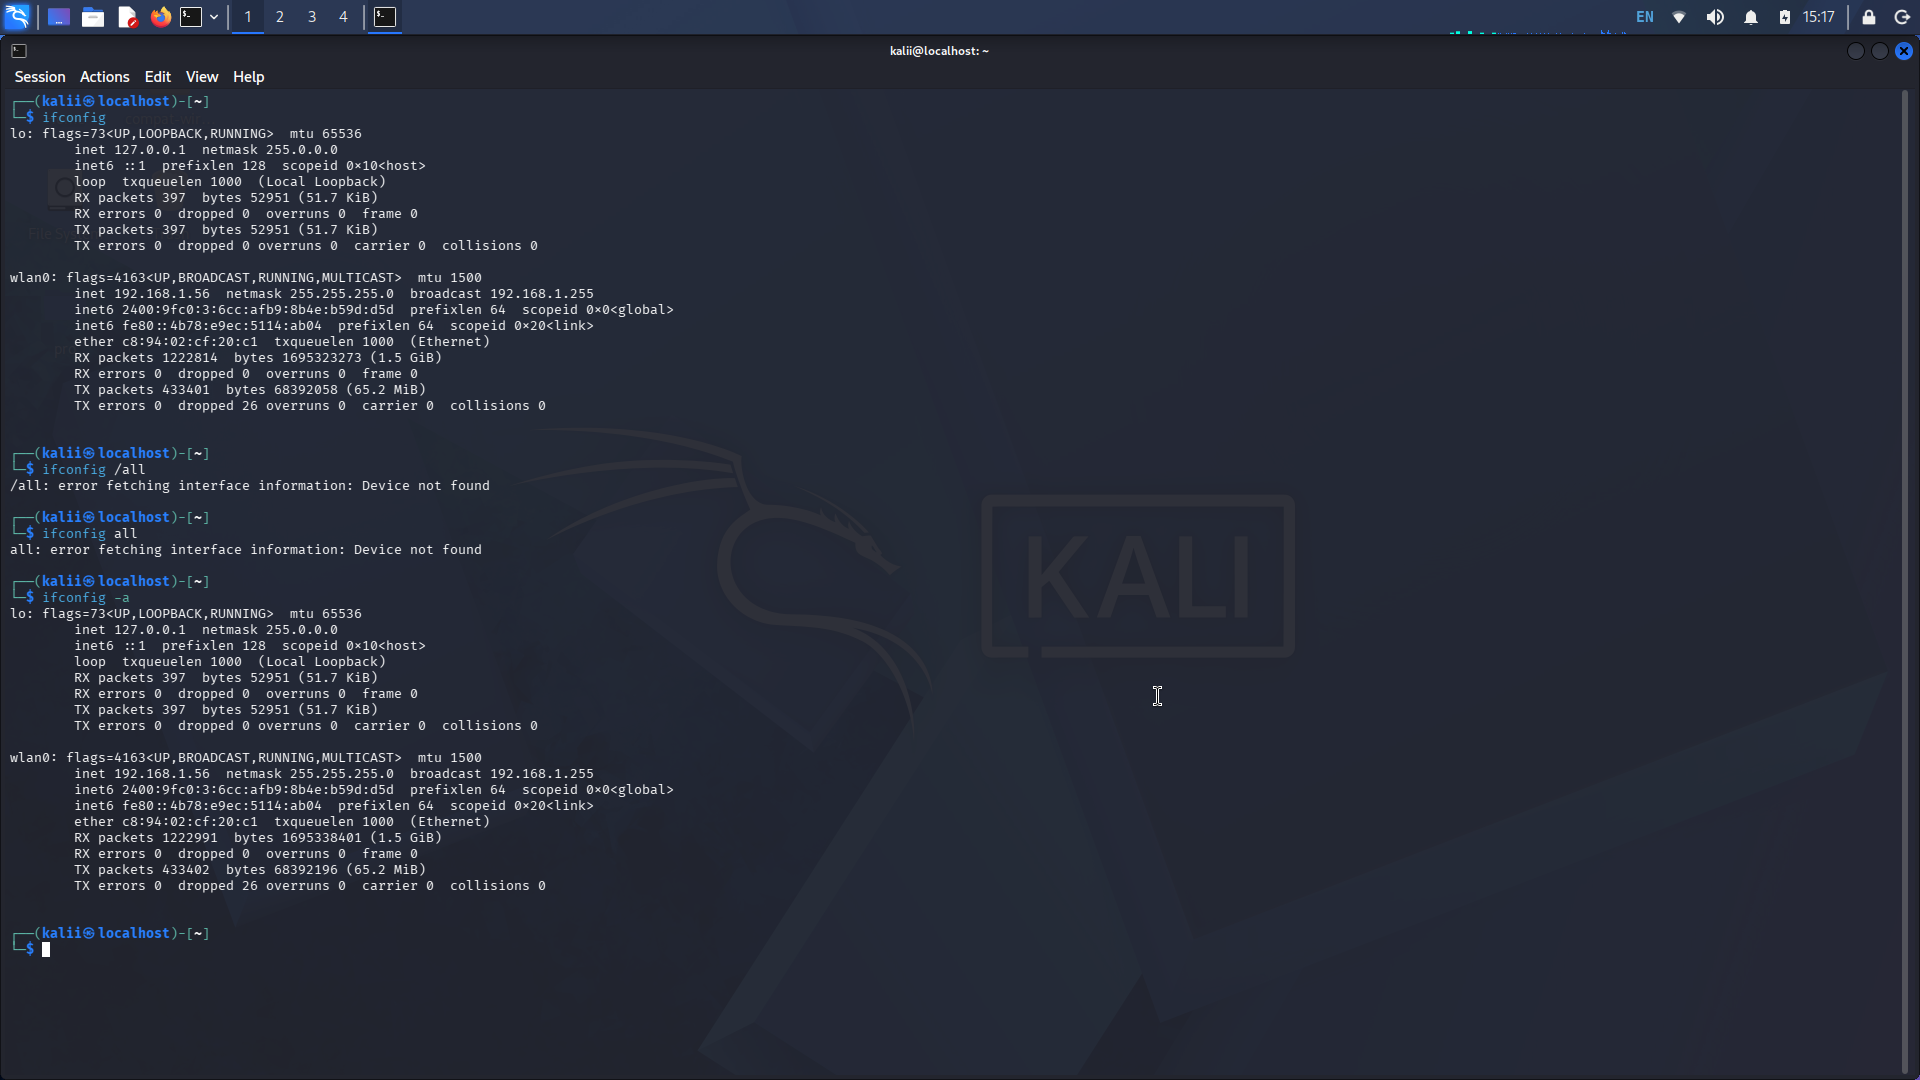 1 2 3 4
EN 15:17
kalii@localhost: ~
Session Actions Edit View Help
┌──(kalii㉿localhost)-[~]
└─$ ifconfig
lo: flags=73<UP,LOOPBACK,RUNNING>  mtu 65536
        inet 127.0.0.1  netmask 255.0.0.0
        inet6 ::1  prefixlen 128  scopeid 0×10<host>
        loop  txqueuelen 1000  (Local Loopback)
        RX packets 397  bytes 52951 (51.7 KiB)
        RX errors 0  dropped 0  overruns 0  frame 0
        TX packets 397  bytes 52951 (51.7 KiB)
        TX errors 0  dropped 0 overruns 0  carrier 0  collisions 0
wlan0: flags=4163<UP,BROADCAST,RUNNING,MULTICAST>  mtu 1500
        inet 192.168.1.56  netmask 255.255.255.0  broadcast 192.168.1.255
        inet6 2400:9fc0:3:6cc:afb9:8b4e:b59d:d5d  prefixlen 64  scopeid 0×0<global>
        inet6 fe80::4b78:e9ec:5114:ab04  prefixlen 64  scopeid 0×20<link>
        ether c8:94:02:cf:20:c1  txqueuelen 1000  (Ethernet)
        RX packets 1222814  bytes 1695323273 (1.5 GiB)
        RX errors 0  dropped 0  overruns 0  frame 0
        TX packets 433401  bytes 68392058 (65.2 MiB)
        TX errors 0  dropped 26 overruns 0  carrier 0  collisions 0
┌──(kalii㉿localhost)-[~]
└─$ ifconfig /all
/all: error fetching interface information: Device not found
┌──(kalii㉿localhost)-[~]
└─$ ifconfig all
all: error fetching interface information: Device not found
┌──(kalii㉿localhost)-[~]
└─$ ifconfig -a
lo: flags=73<UP,LOOPBACK,RUNNING>  mtu 65536
        inet 127.0.0.1  netmask 255.0.0.0
        inet6 ::1  prefixlen 128  scopeid 0×10<host>
        loop  txqueuelen 1000  (Local Loopback)
        RX packets 397  bytes 52951 (51.7 KiB)
        RX errors 0  dropped 0  overruns 0  frame 0
        TX packets 397  bytes 52951 (51.7 KiB)
        TX errors 0  dropped 0 overruns 0  carrier 0  collisions 0
wlan0: flags=4163<UP,BROADCAST,RUNNING,MULTICAST>  mtu 1500
        inet 192.168.1.56  netmask 255.255.255.0  broadcast 192.168.1.255
        inet6 2400:9fc0:3:6cc:afb9:8b4e:b59d:d5d  prefixlen 64  scopeid 0×0<global>
        inet6 fe80::4b78:e9ec:5114:ab04  prefixlen 64  scopeid 0×20<link>
        ether c8:94:02:cf:20:c1  txqueuelen 1000  (Ethernet)
        RX packets 1222991  bytes 1695338401 (1.5 GiB)
        RX errors 0  dropped 0  overruns 0  frame 0
        TX packets 433402  bytes 68392196 (65.2 MiB)
        TX errors 0  dropped 26 overruns 0  carrier 0  collisions 0
┌──(kalii㉿localhost)-[~]
└─$
KALI